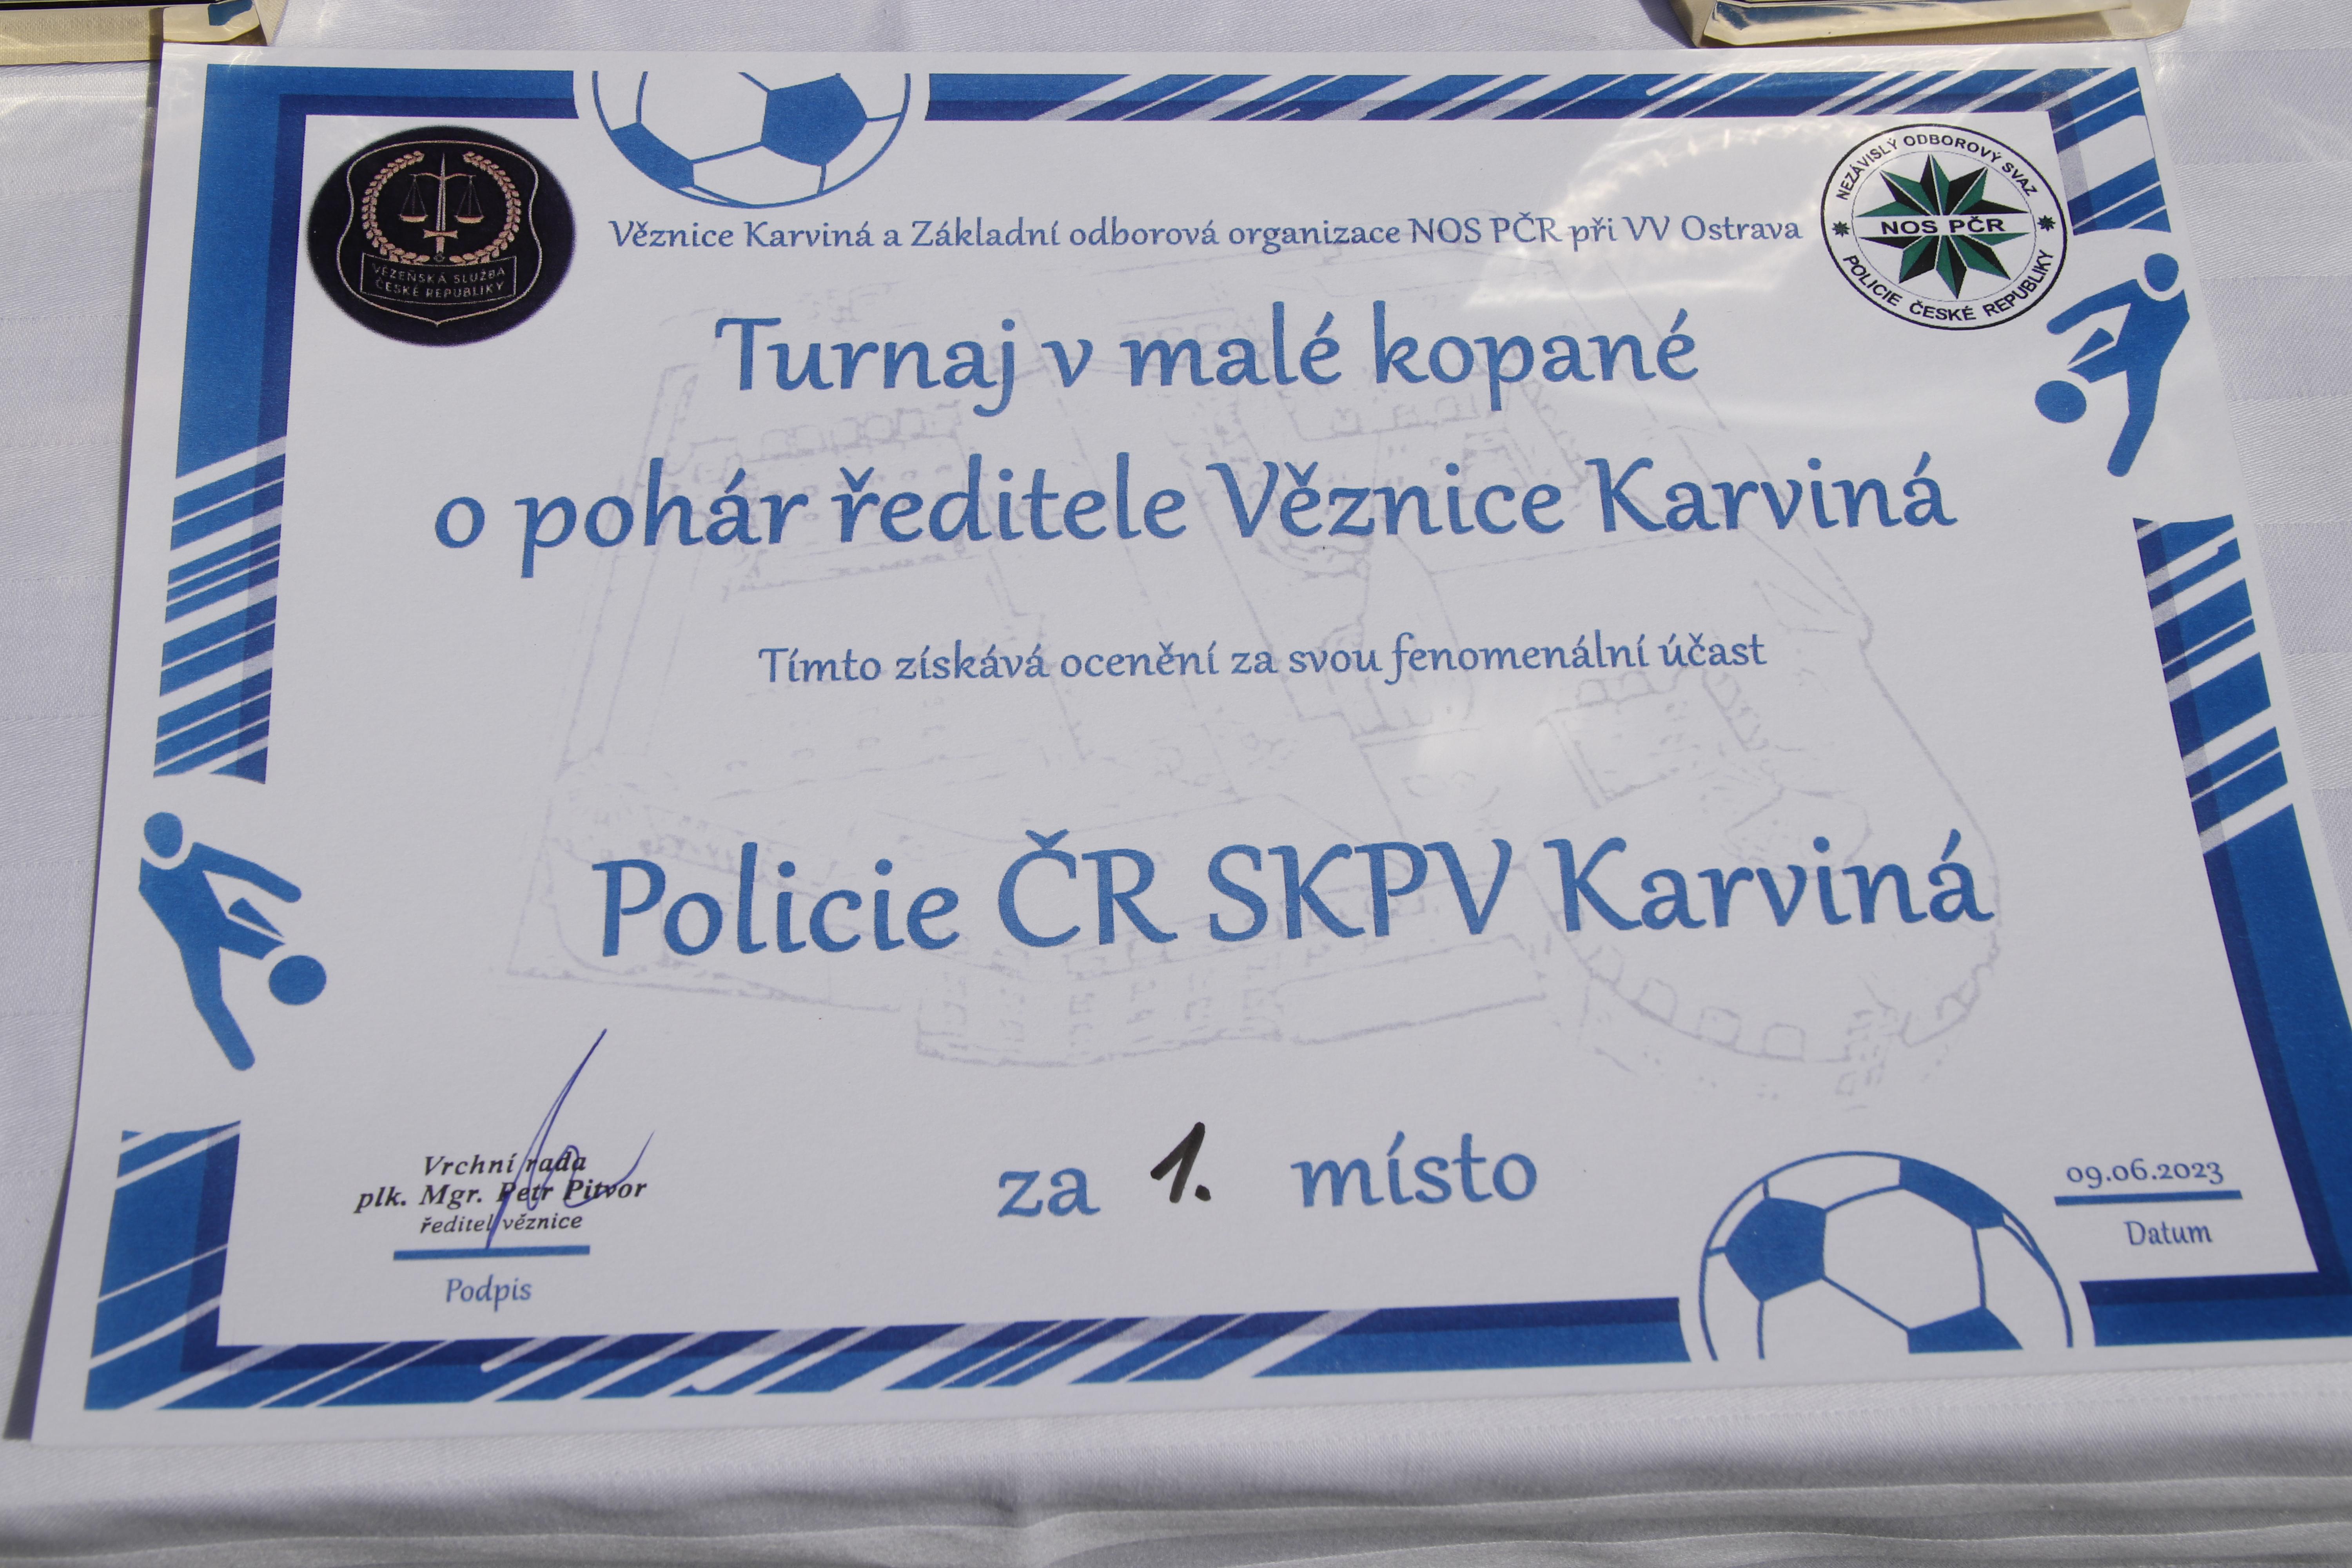 VĚZEŇSKÁ SLUŽBA
ČESKÉ REPUBLIKY
NEZÁVISLÝ ODBOROVÝ SVAZ
NOS PČR
POLICIE ČESKÉ REPUBLIKY
Věznice Karviná a Základní odborová organizace NOS PČR při VV Ostrava
Turnaj v malé kopané
o pohár ředitele Věznice Karviná
Tímto získává ocenění za svou fenomenální účast
Policie ČR SKPV Karviná
za 1. místo
Vrchní rada
plk. Mgr. Petr Pitvor
ředitel věznice
Podpis
09.06.2023
Datum